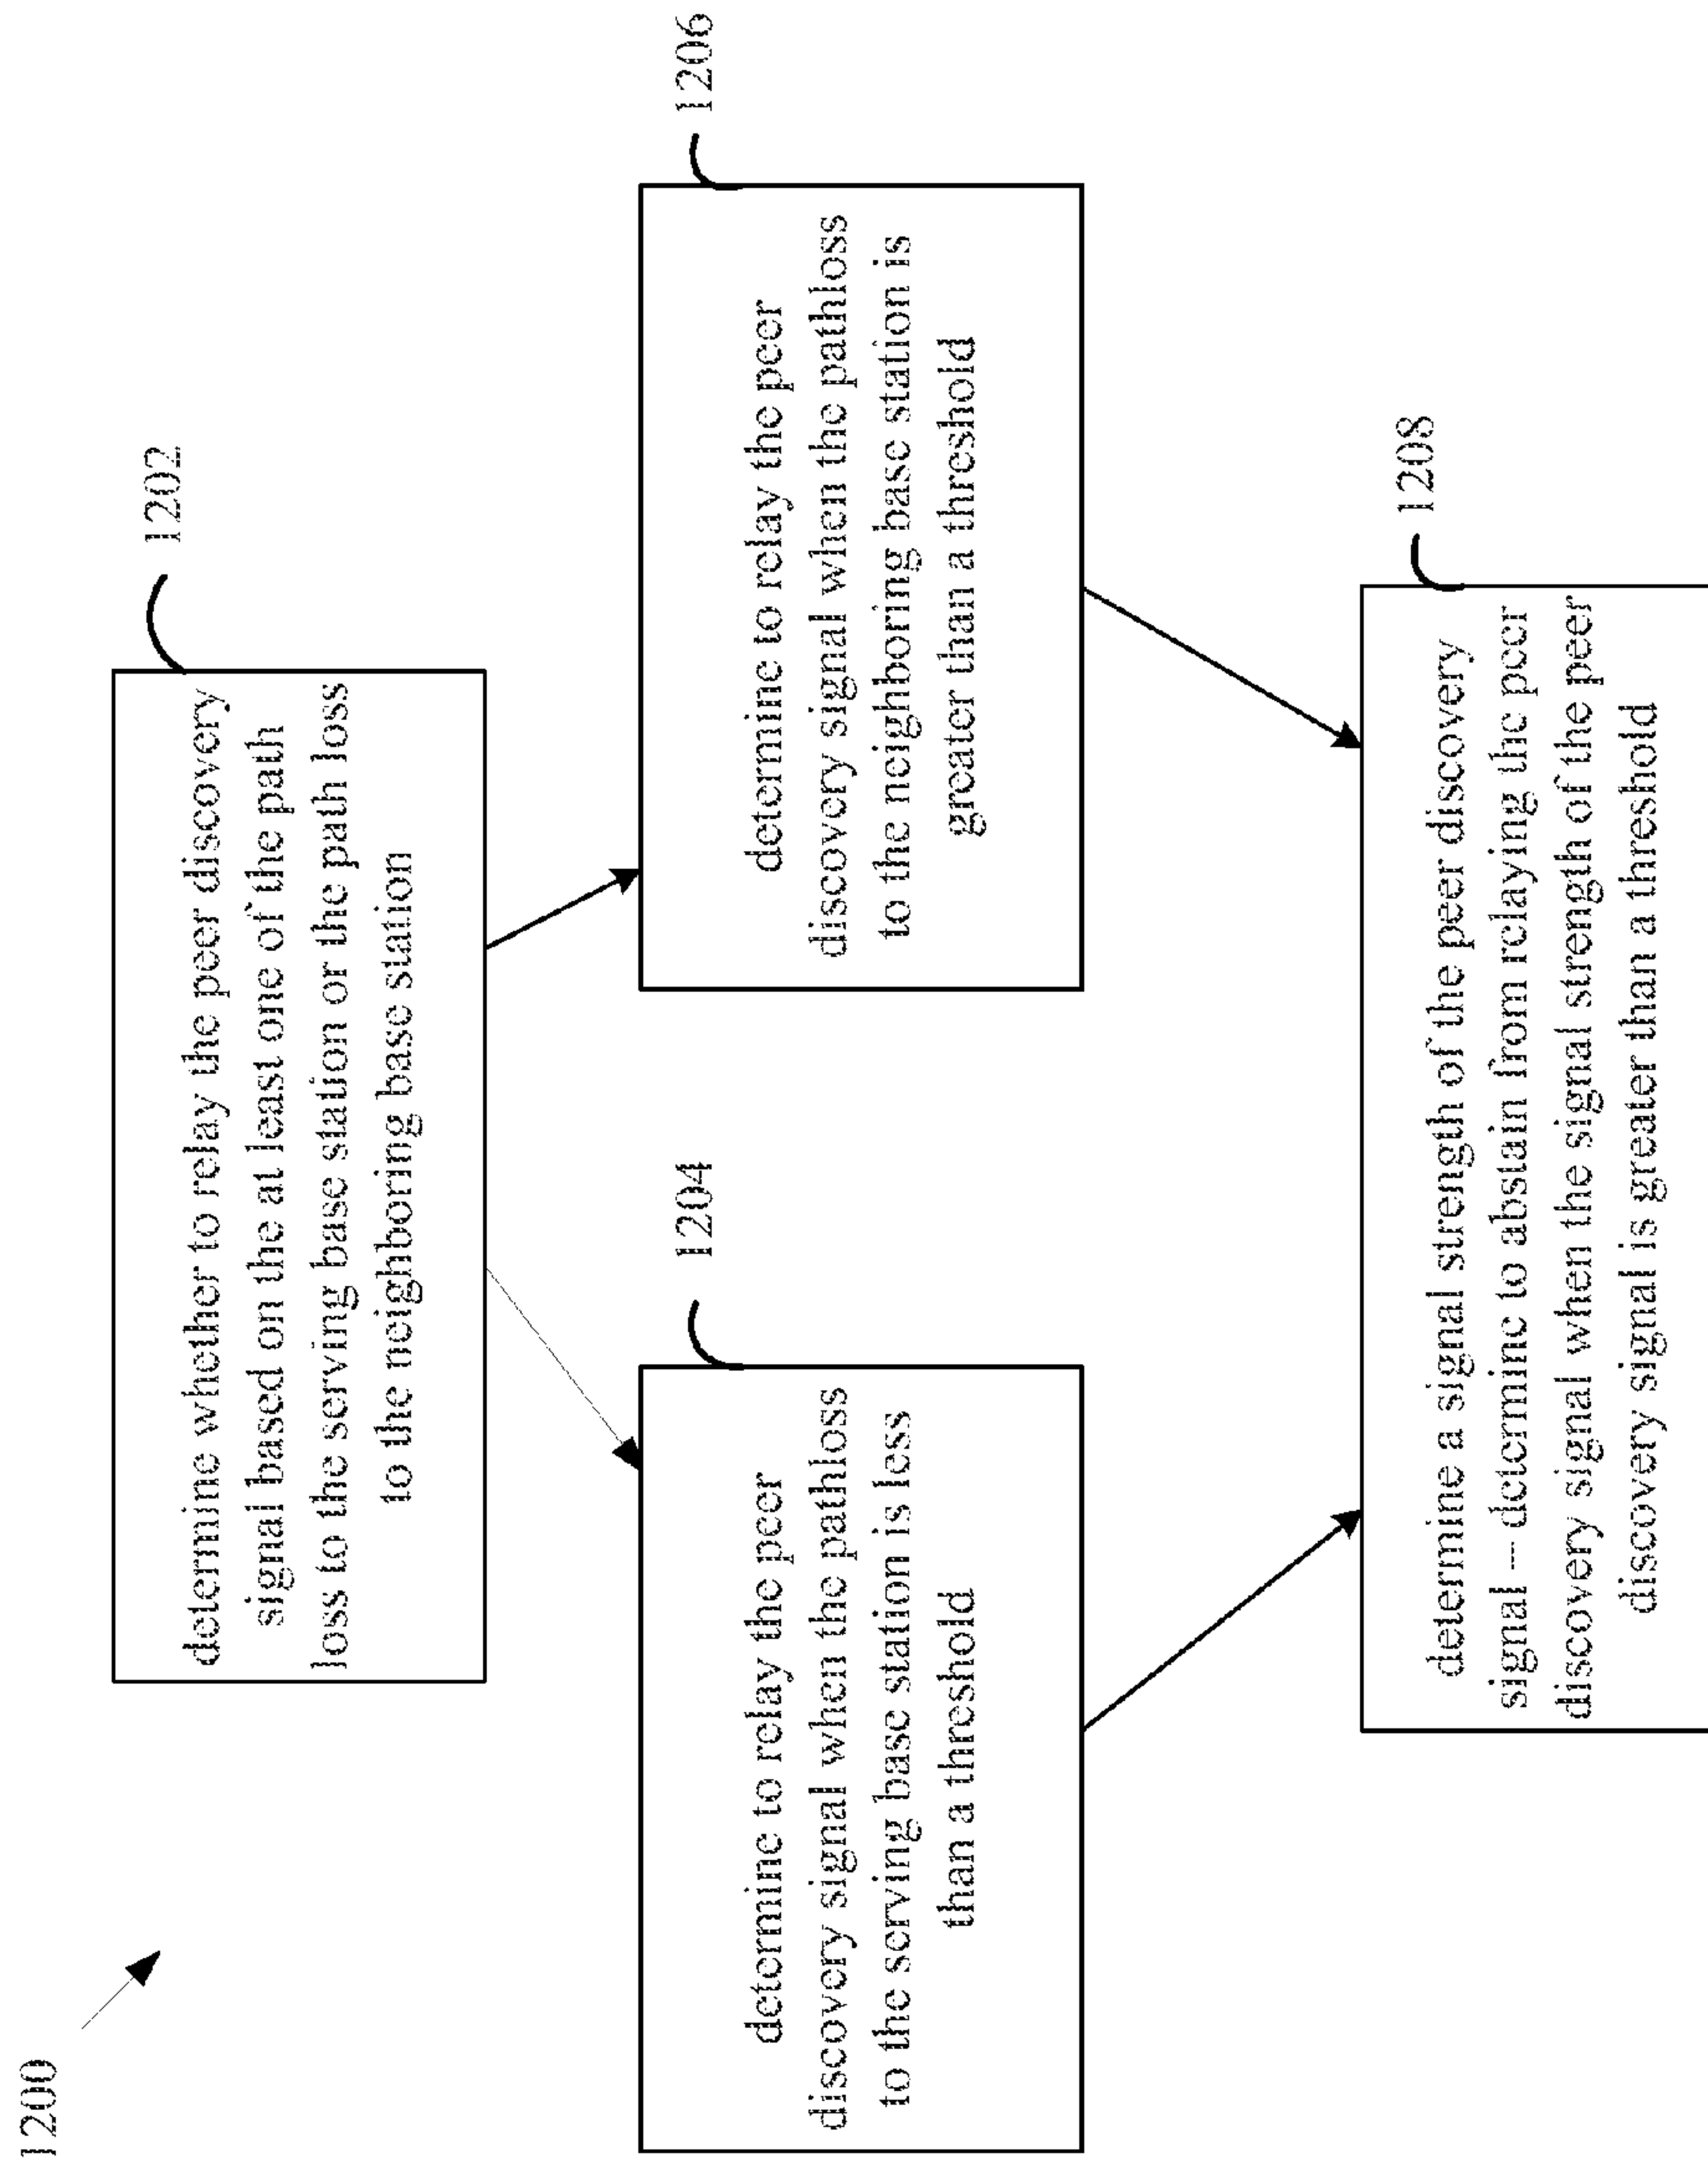 1200
1202
determine whether to relay the peer discovery
signal based on the at least one of the path
loss to the serving base station or the path loss
to the neighboring base station
1204
determine to relay the peer
discovery signal when the pathloss
to the serving base station is less
than a threshold
1206
determine to relay the peer
discovery signal when the pathloss
to the neighboring base station is
greater than a threshold
1208
determine a signal strength of the peer discovery
signal – determine to abstain from relaying the peer
discovery signal when the signal strength of the peer
discovery signal is greater than a threshold